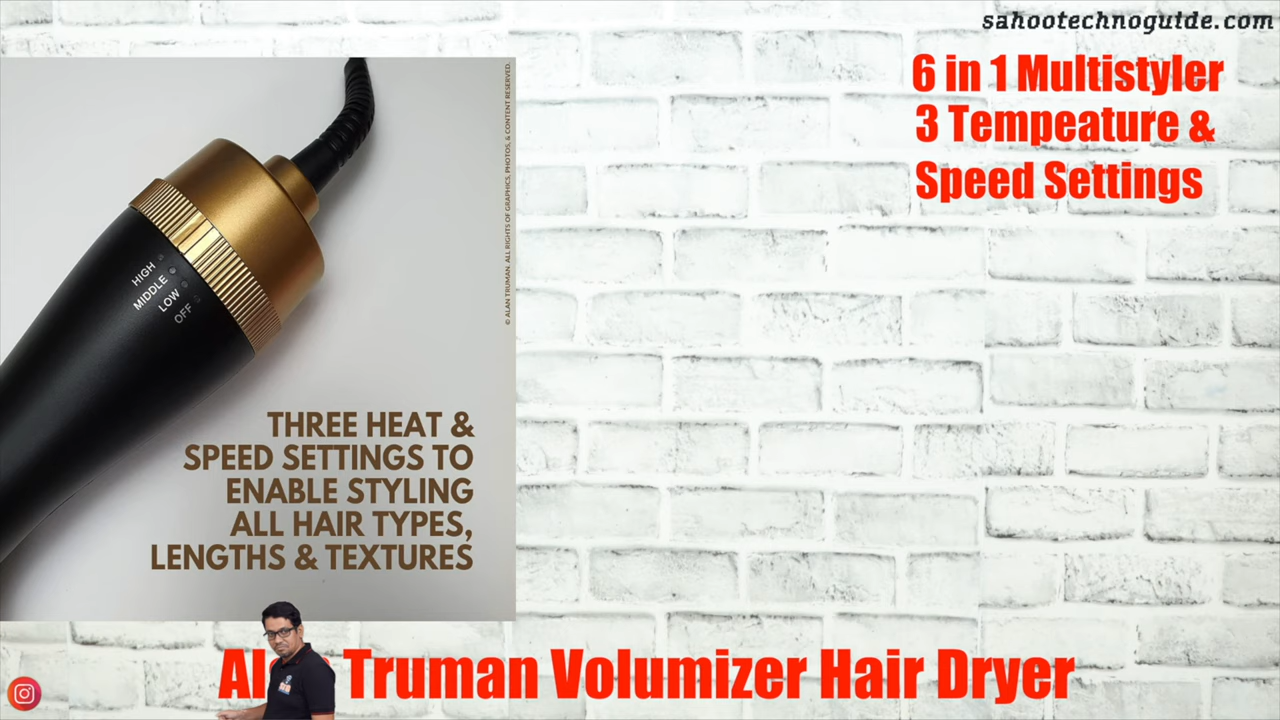 sahootechnoguide.com
6 in 1 Multistyler
3 Tempeature &
Speed Settings
© ALAN TRUMAN. ALL RIGHTS OF GRAPHICS, PHOTOS, & CONTENT RESERVED.
HIGH
MIDDLE
LOW
OFF
THREE HEAT &
SPEED SETTINGS TO
ENABLE STYLING
ALL HAIR TYPES,
LENGTHS & TEXTURES
Truman Volumizer Hair Dryer